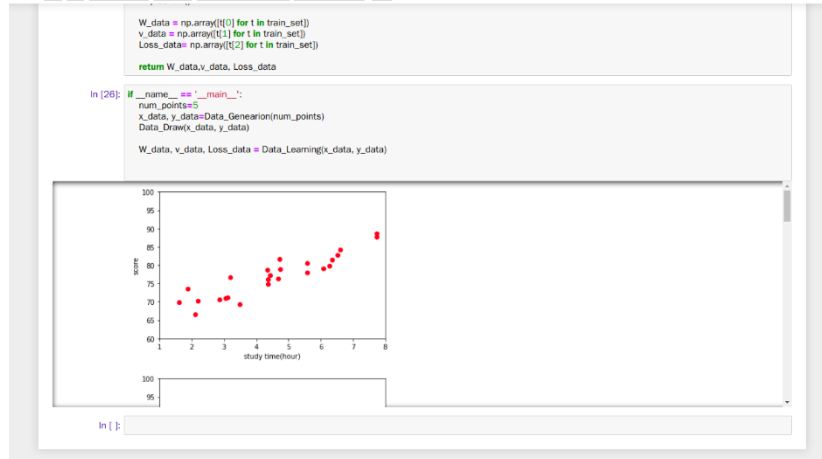 W_data = np.array([t[0] for t in train_set])
v_data = np.array([t[1] for t in train_set])
Loss_data= np.array([t[2] for t in train_set])
return W_data,v_data, Loss_data
In [26]: if __name__ == '__main__':
num_points=5
x_data, y_data=Data_Genearion(num_points)
Data_Draw(x_data, y_data)
W_data, v_data, Loss_data = Data_Learning(x_data, y_data)
100
95
90
85
80
75
70
65
60
score
1 2 3 4 5 6 7 8
study time(hour)
100
95
In [ ]: